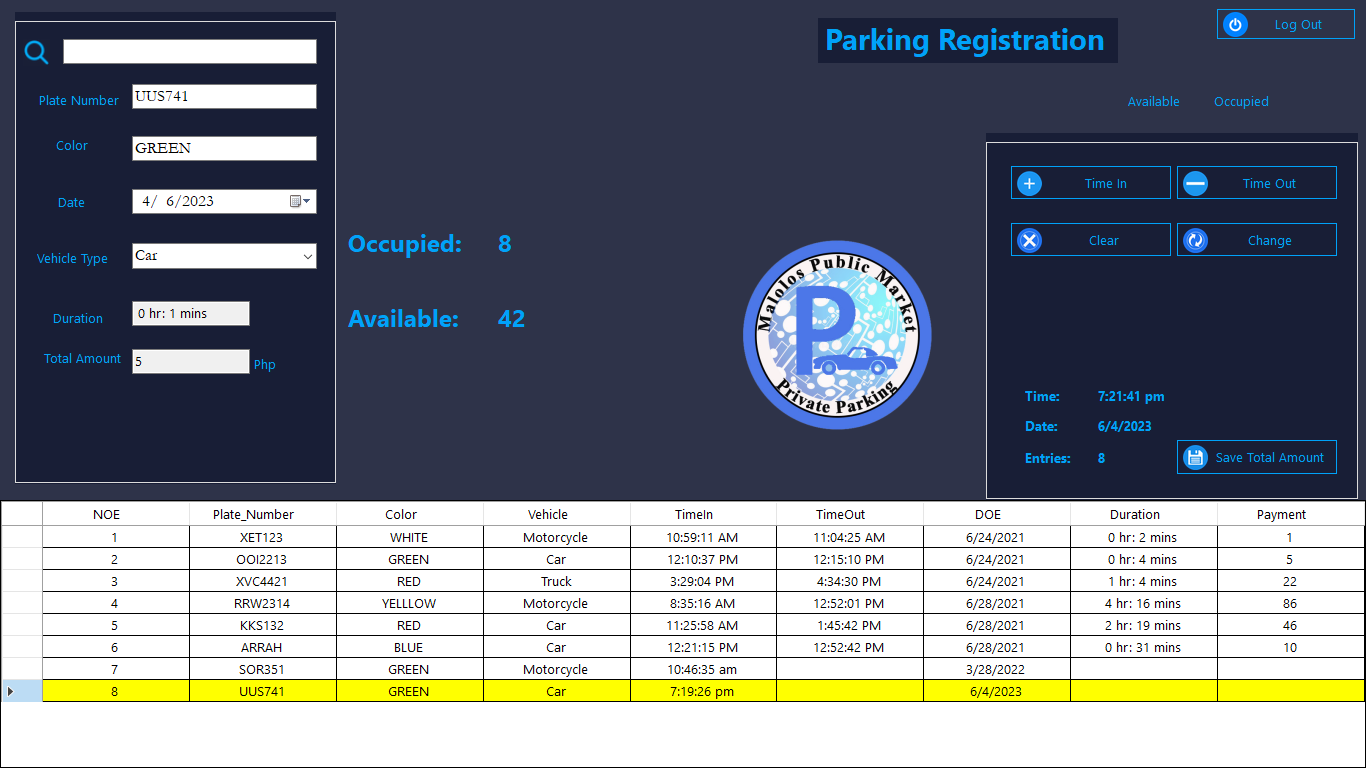 Parking Registration
Log Out
Available Occupied
Plate Number UUS741
Color GREEN
Date 4/ 6/2023
Vehicle Type Car
Duration 0 hr: 1 mins
Total Amount 5 Php
Occupied: 8
Available: 42
Malolos Public Market
P
Private Parking
Time In Time Out
Clear Change
Time: 7:21:41 pm
Date: 6/4/2023
Entries: 8
Save Total Amount
NOE Plate_Number Color Vehicle TimeIn TimeOut DOE Duration Payment
1 XET123 WHITE Motorcycle 10:59:11 AM 11:04:25 AM 6/24/2021 0 hr: 2 mins 1
2 OOI2213 GREEN Car 12:10:37 PM 12:15:10 PM 6/24/2021 0 hr: 4 mins 5
3 XVC4421 RED Truck 3:29:04 PM 4:34:30 PM 6/24/2021 1 hr: 4 mins 22
4 RRW2314 YELLLOW Motorcycle 8:35:16 AM 12:52:01 PM 6/28/2021 4 hr: 16 mins 86
5 KKS132 RED Car 11:25:58 AM 1:45:42 PM 6/28/2021 2 hr: 19 mins 46
6 ARRAH BLUE Car 12:21:15 PM 12:52:42 PM 6/28/2021 0 hr: 31 mins 10
7 SOR351 GREEN Motorcycle 10:46:35 am 3/28/2022
8 UUS741 GREEN Car 7:19:26 pm 6/4/2023